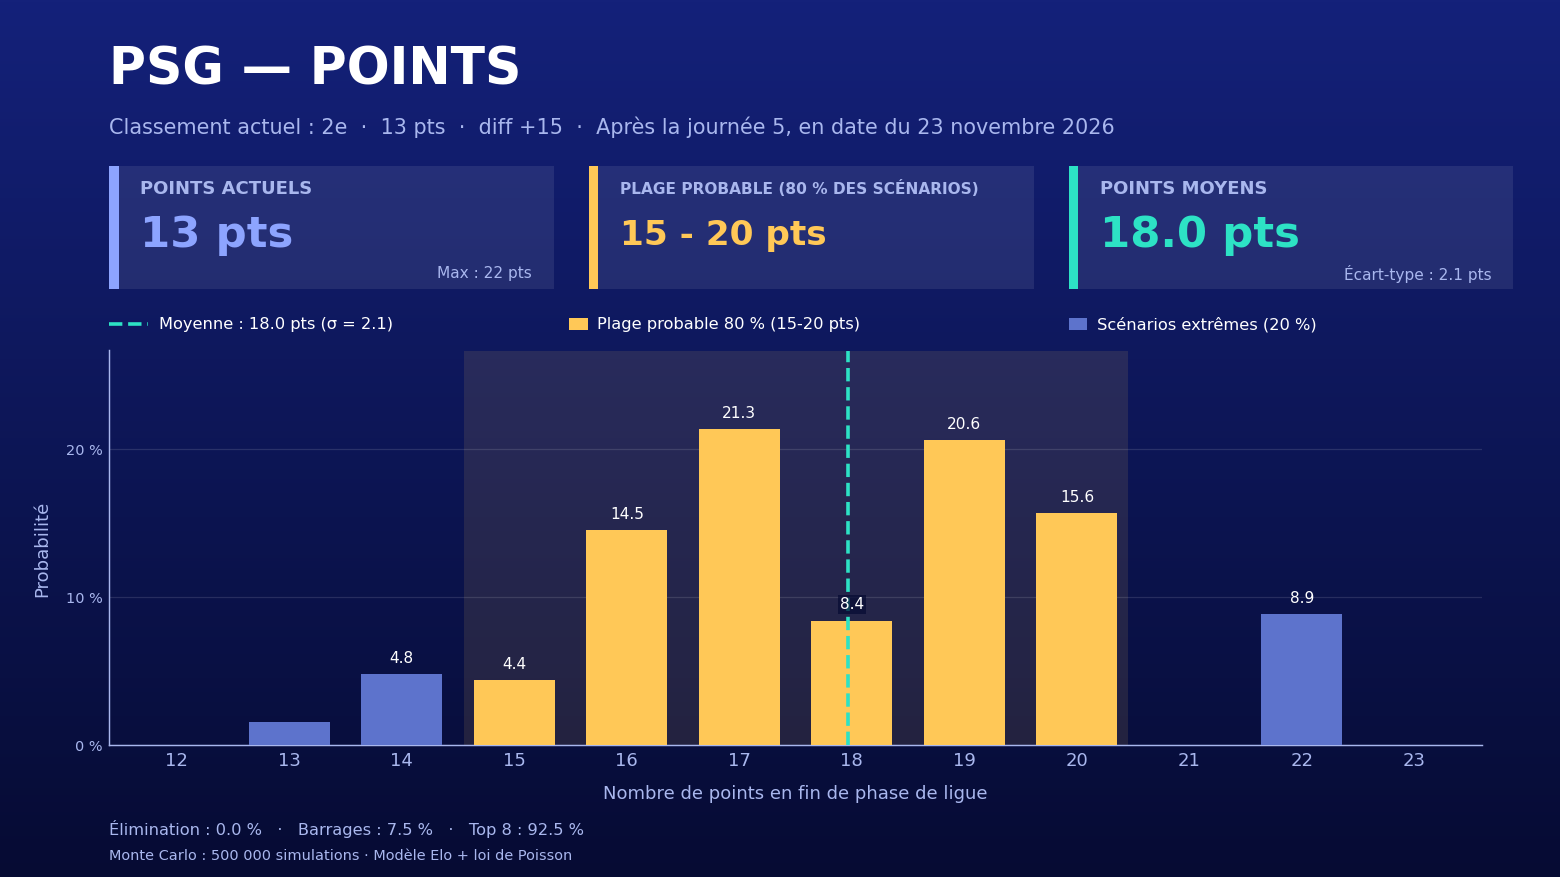 PSG — POINTS
Classement actuel : 2e · 13 pts · diff +15 · Après la journée 5, en date du 23 novembre 2026
POINTS ACTUELS
13 pts
Max : 22 pts
PLAGE PROBABLE (80 % DES SCÉNARIOS)
15 - 20 pts
POINTS MOYENS
18.0 pts
Écart-type : 2.1 pts
Moyenne : 18.0 pts (σ = 2.1)
Plage probable 80 % (15-20 pts)
Scénarios extrêmes (20 %)
Probabilité
20 %
10 %
0 %
4.8
4.4
14.5
21.3
8.4
20.6
15.6
8.9
12 13 14 15 16 17 18 19 20 21 22 23
Nombre de points en fin de phase de ligue
Élimination : 0.0 % · Barrages : 7.5 % · Top 8 : 92.5 %
Monte Carlo : 500 000 simulations · Modèle Elo + loi de Poisson